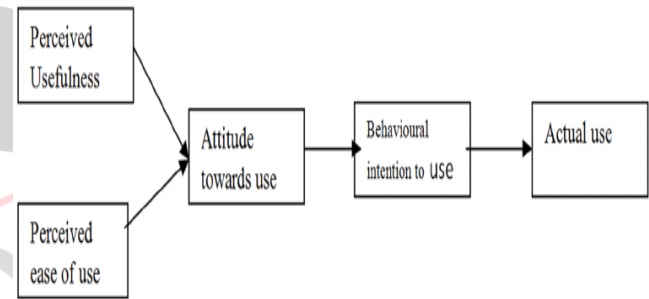 Perceived
Usefulness
Attitude
towards use
Behavioural
intention to use
Actual use
Perceived
ease of use